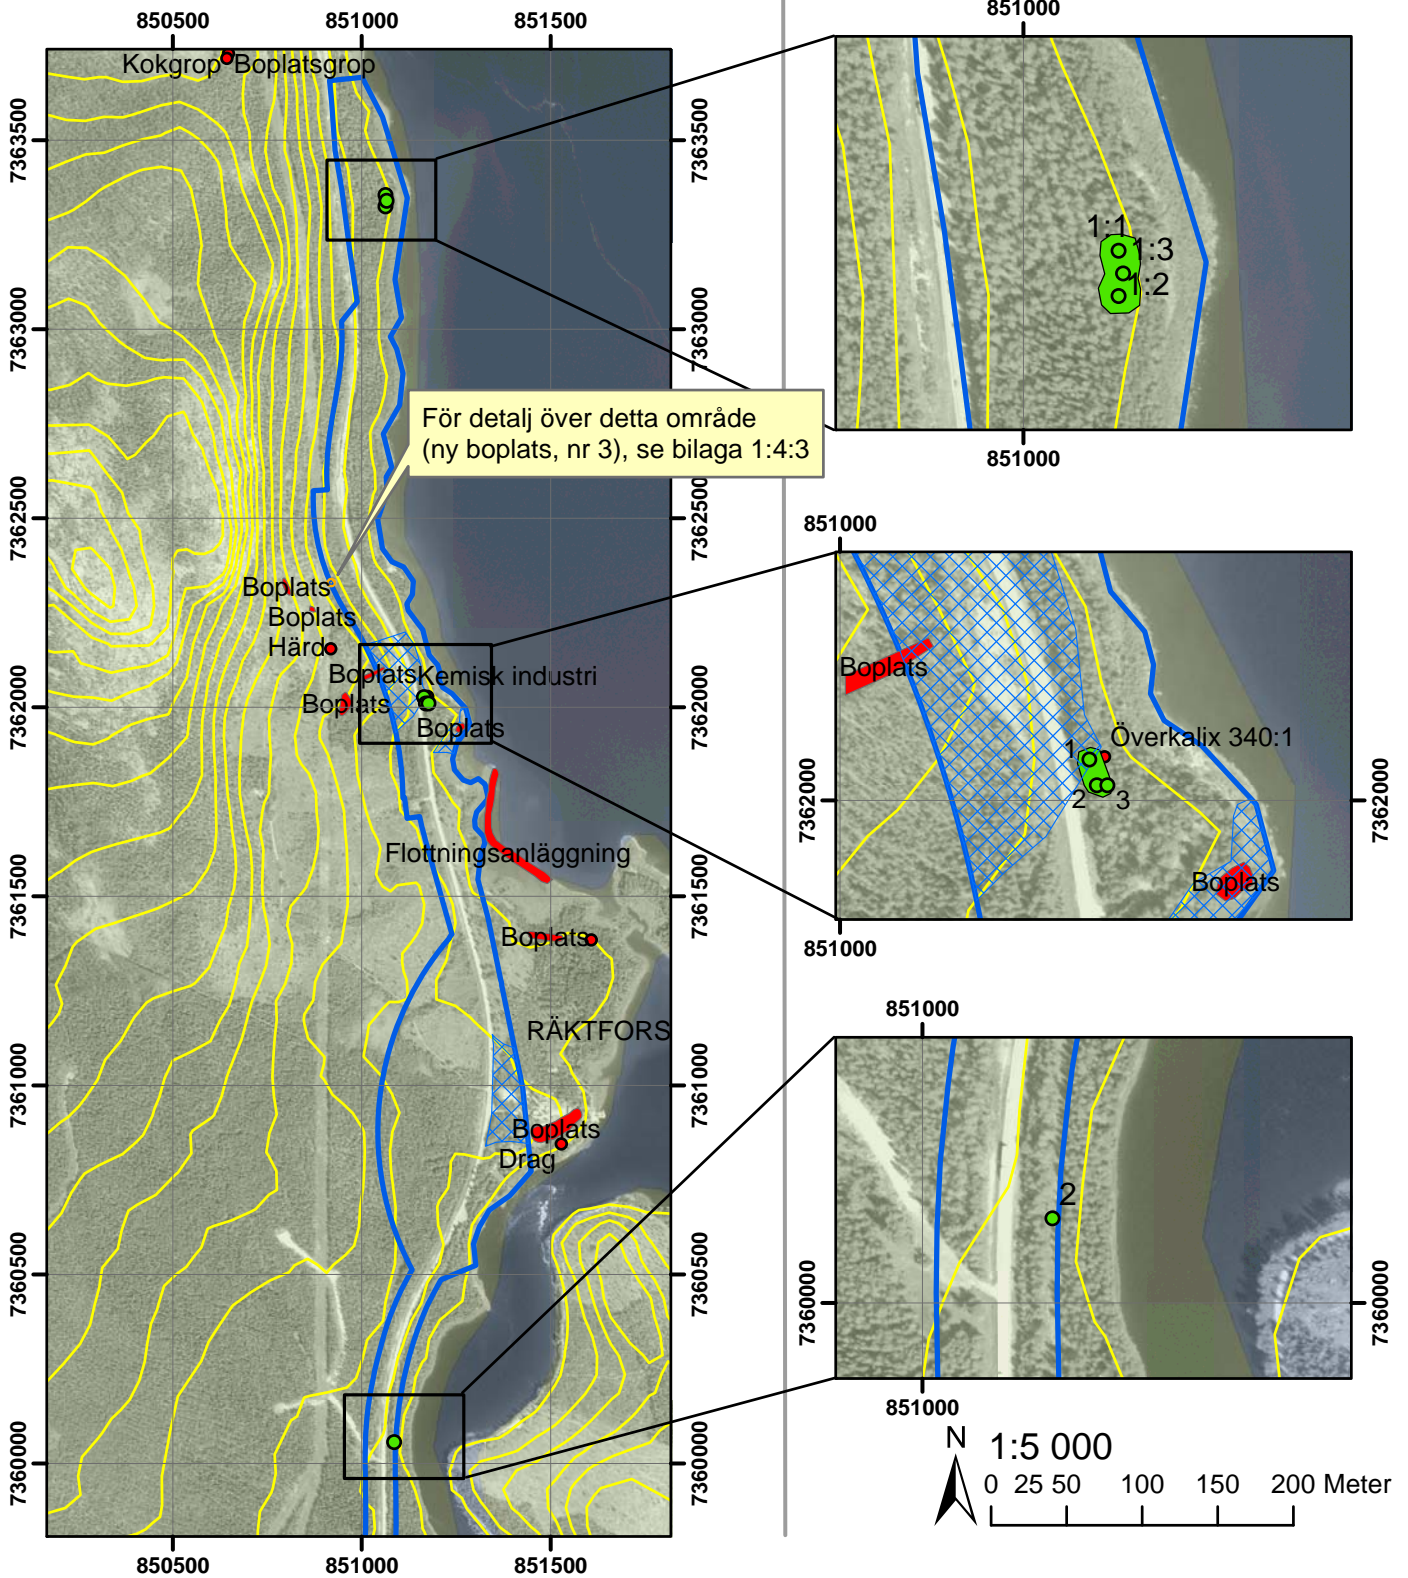 850500
851000
851500
Kokgrop
Boplatsgrop
7363500
7363500
7363000
7363000
För detalj över detta område
(ny boplats, nr 3), se bilaga 1:4:3
7362500
7362500
Boplats
Boplats
Härd
Boplats
Kemisk industri
Boplats
7362000
7362000
Boplats
Flottningsanläggning
7361500
7361500
Boplats
RÄKTFORS
7361000
7361000
Boplats
Drag
7360500
7360500
7360000
7360000
850500
851000
851500
851000
1:1
1:3
1:2
851000
851000
Boplats
Överkalix 340:1
1
2
3
7362000
7362000
Boplats
851000
851000
2
7360000
7360000
851000
N
1:5 000
0 25 50 100 150 200 Meter